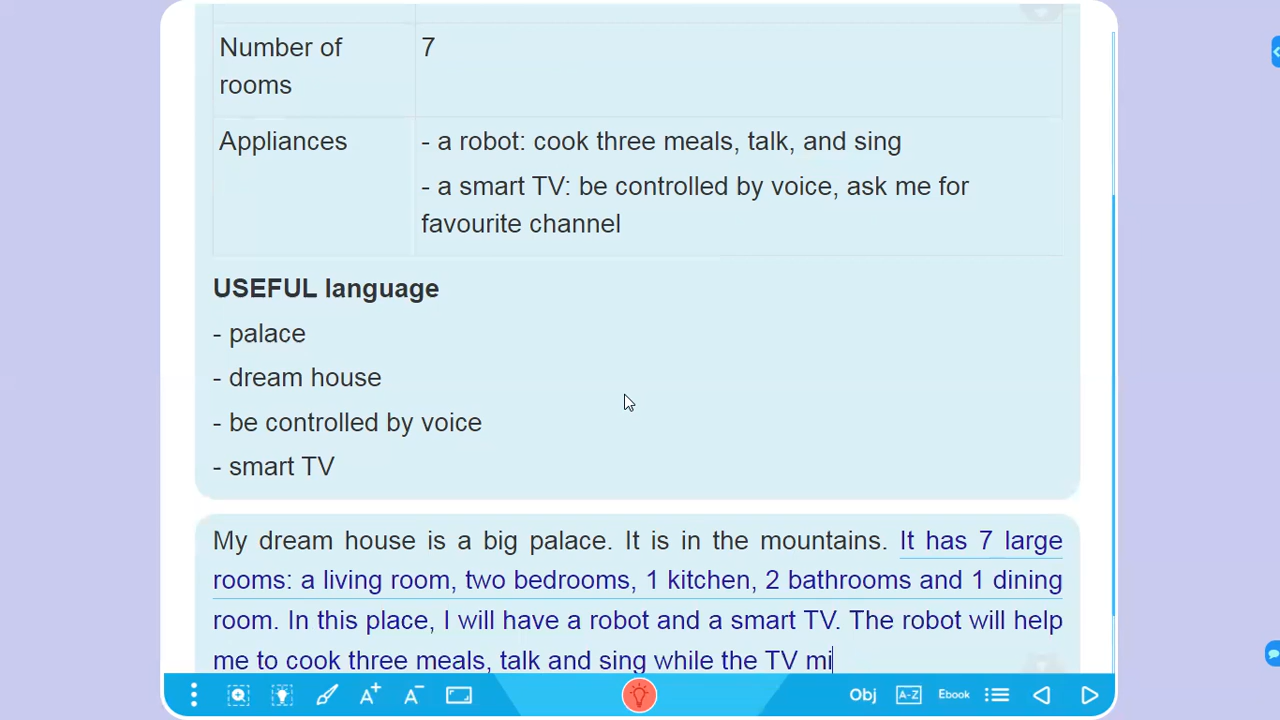 Number of
rooms
7
Appliances
- a robot: cook three meals, talk, and sing
- a smart TV: be controlled by voice, ask me for
favourite channel
USEFUL language
- palace
- dream house
- be controlled by voice
- smart TV
My dream house is a big palace. It is in the mountains. It has 7 large
rooms: a living room, two bedrooms, 1 kitchen, 2 bathrooms and 1 dining
room. In this place, I will have a robot and a smart TV. The robot will help
me to cook three meals, talk and sing while the TV mi
A+
A-
Obj
A-Z
Ebook